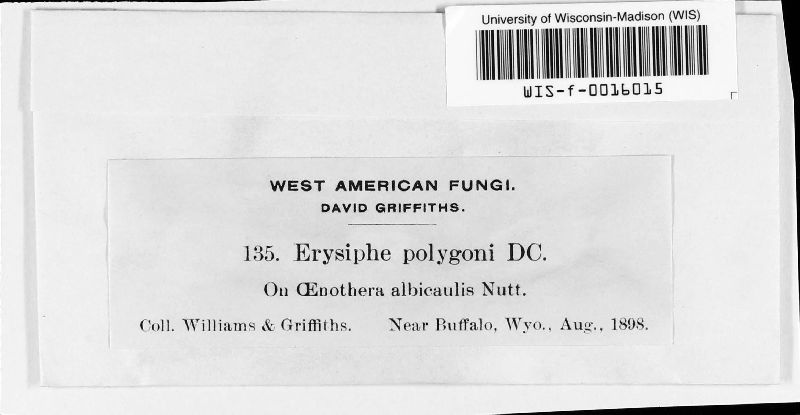 University of Wisconsin-Madison (WIS)
WIS-f-0016015
WEST AMERICAN FUNGI.
DAVID GRIFFITHS.
135. Erysiphe polygoni DC.
On Œnothera albicaulis Nutt.
Coll. Williams & Griffiths. Near Buffalo, Wyo., Aug., 1898.